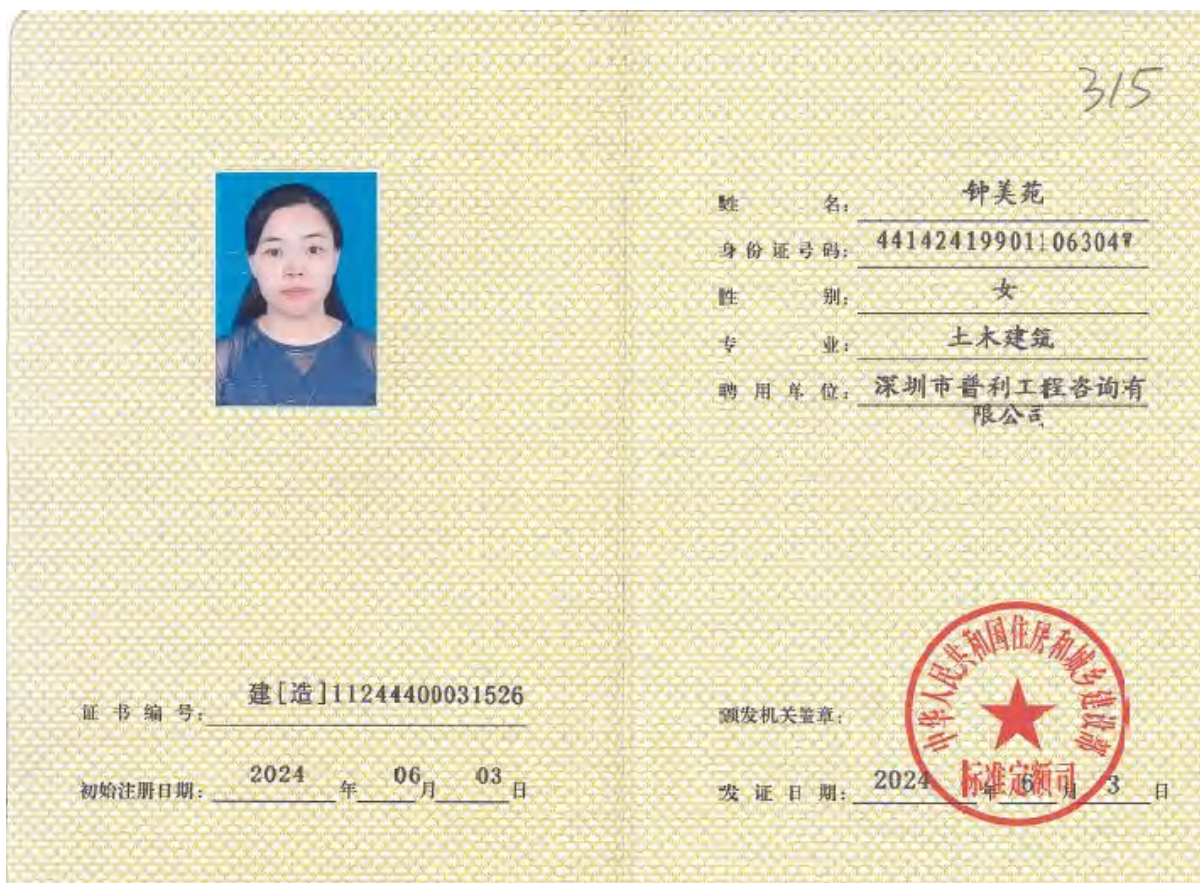 315
姓名：钟美苑
身份证号码：44142419901106304
性别：女
专业：土木建筑
聘用单位：深圳市普利工程咨询有
限公司
证书编号：建[造]11244400031526
初始注册日期：2024年06月03日
颁发机关签章：
中华人民共和国住房和城乡建设部
标准定额司
发证日期：2024年6月3日